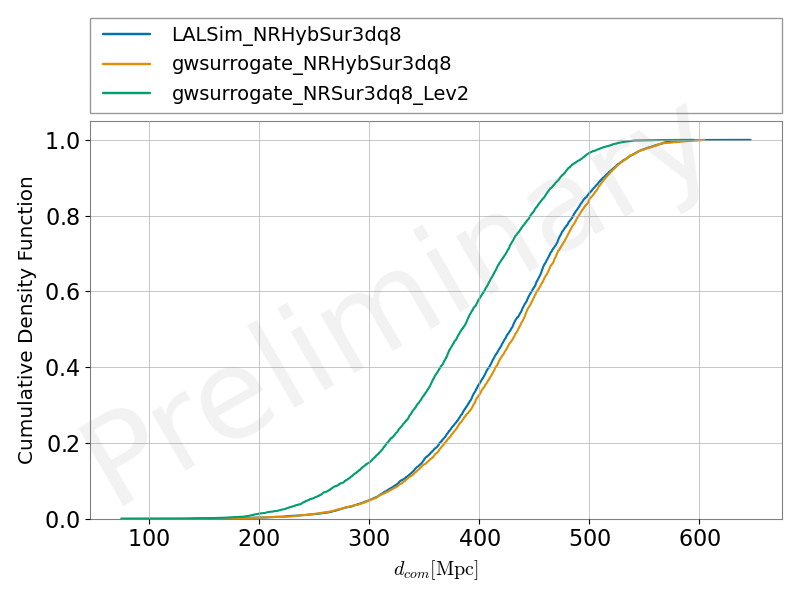 LALSim_NRHybSur3dq8
gwsurrogate_NRHybSur3dq8
gwsurrogate_NRSur3dq8_Lev2
Preliminary
Cumulative Density Function
1.0
0.8
0.6
0.4
0.2
0.0
100 200 300 400 500 600
d_{com}[Mpc]